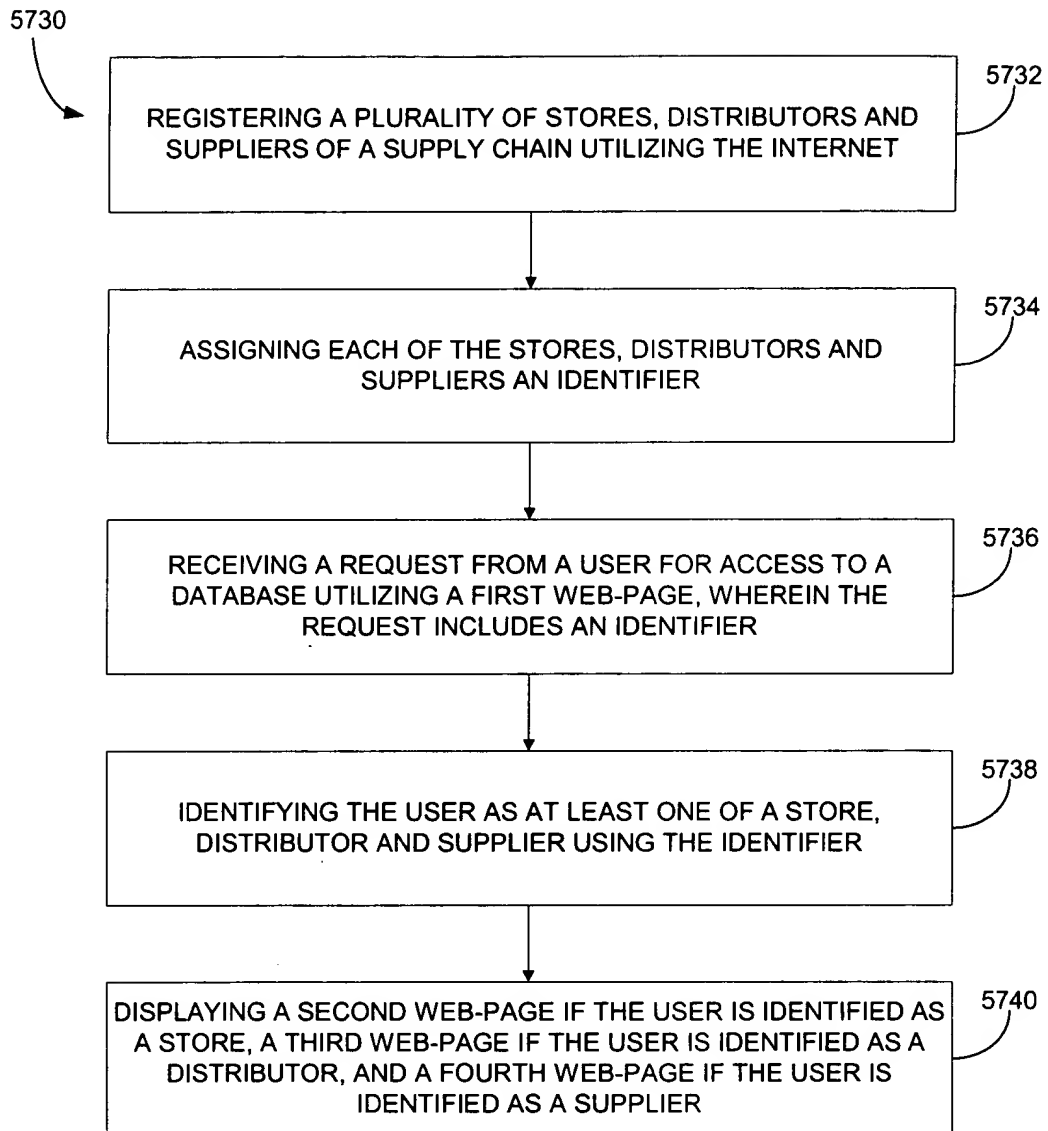 5730
5732
REGISTERING A PLURALITY OF STORES, DISTRIBUTORS AND
SUPPLIERS OF A SUPPLY CHAIN UTILIZING THE INTERNET
5734
ASSIGNING EACH OF THE STORES, DISTRIBUTORS AND
SUPPLIERS AN IDENTIFIER
5736
RECEIVING A REQUEST FROM A USER FOR ACCESS TO A
DATABASE UTILIZING A FIRST WEB-PAGE, WHEREIN THE
REQUEST INCLUDES AN IDENTIFIER
5738
IDENTIFYING THE USER AS AT LEAST ONE OF A STORE,
DISTRIBUTOR AND SUPPLIER USING THE IDENTIFIER
5740
DISPLAYING A SECOND WEB-PAGE IF THE USER IS IDENTIFIED AS
A STORE, A THIRD WEB-PAGE IF THE USER IS IDENTIFIED AS A
DISTRIBUTOR, AND A FOURTH WEB-PAGE IF THE USER IS
IDENTIFIED AS A SUPPLIER